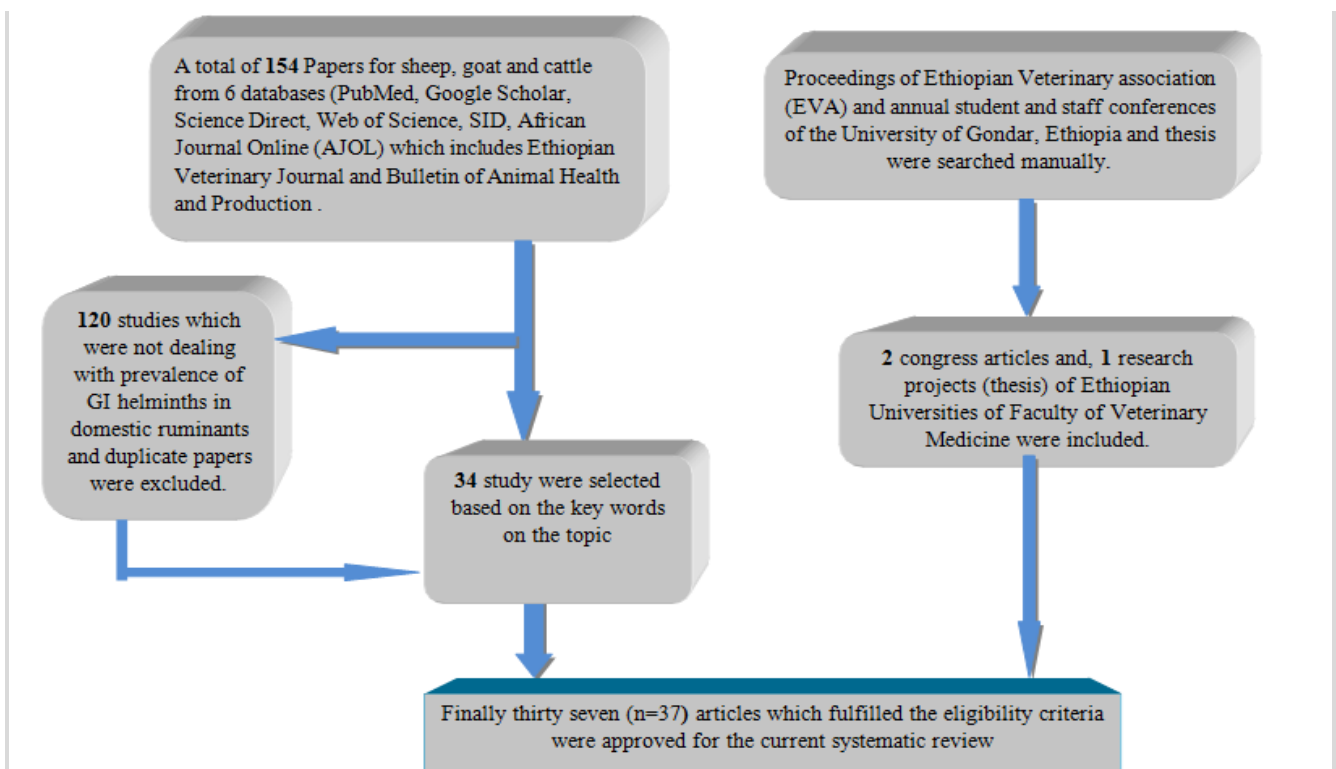 A total of 154 Papers for sheep, goat and cattle
from 6 databases (PubMed, Google Scholar,
Science Direct, Web of Science, SID, African
Journal Online (AJOL) which includes Ethiopian
Veterinary Journal and Bulletin of Animal Health
and Production .
Proceedings of Ethiopian Veterinary association
(EVA) and annual student and staff conferences
of the University of Gondar, Ethiopia and thesis
were searched manually.
120 studies which
were not dealing
with prevalence of
GI helminths in
domestic ruminants
and duplicate papers
were excluded.
2 congress articles and, 1 research
projects (thesis) of Ethiopian
Universities of Faculty of Veterinary
Medicine were included.
34 study were selected
based on the key words
on the topic
Finally thirty seven (n=37) articles which fulfilled the eligibility criteria
were approved for the current systematic review